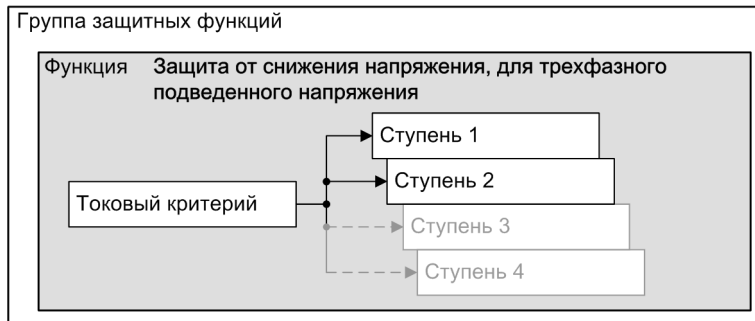 Группа защитных функций
Функция Защита от снижения напряжения, для трехфазного
подведенного напряжения
Ступень 1
Ступень 2
Токовый критерий
Ступень 3
Ступень 4